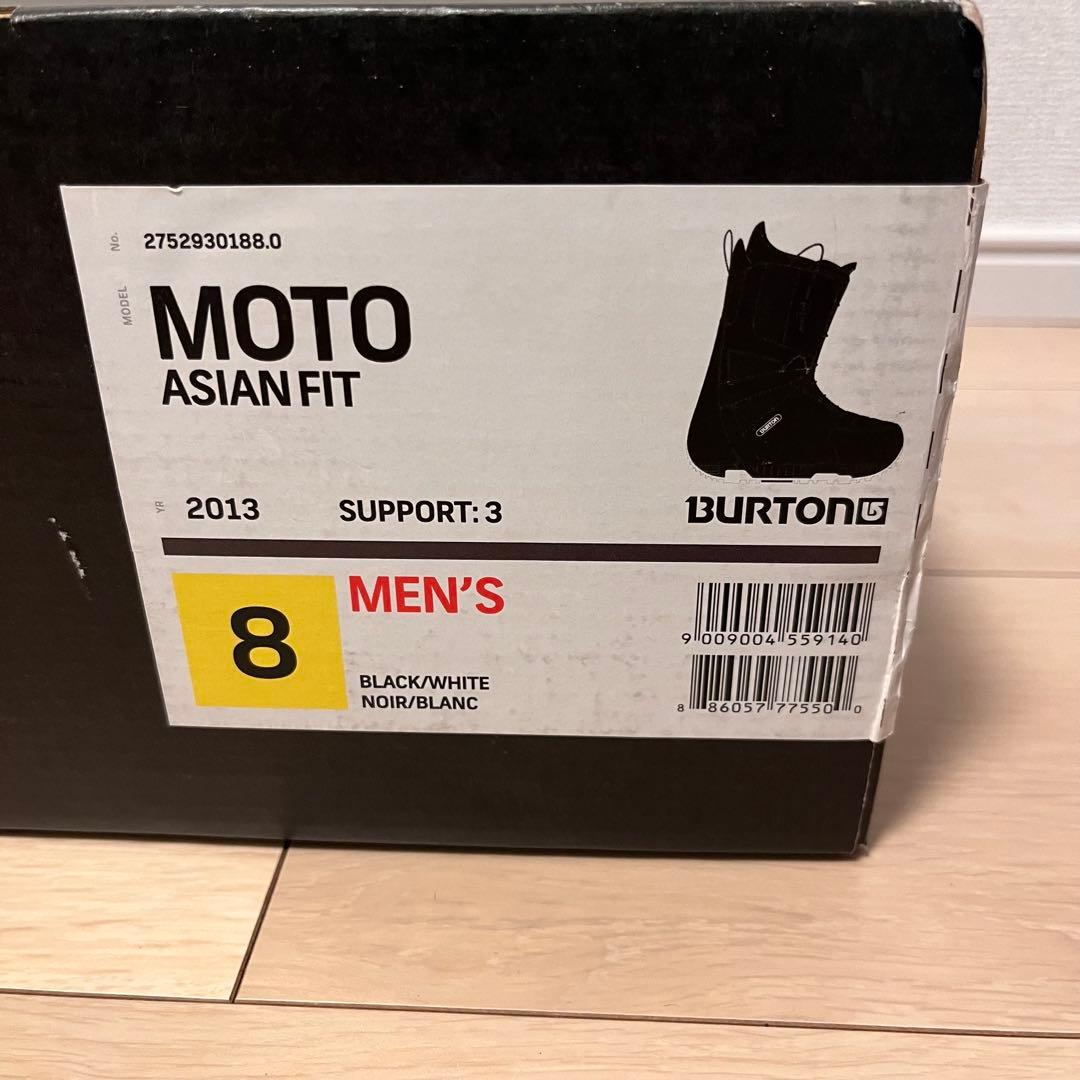 No.
2752930188.0
MODEL
MOTO
ASIAN FIT
BURTON
YR
2013
SUPPORT: 3
BURTON
8
MEN'S
BLACK/WHITE
NOIR/BLANC
9 009004 559140
8 86057 77550 0